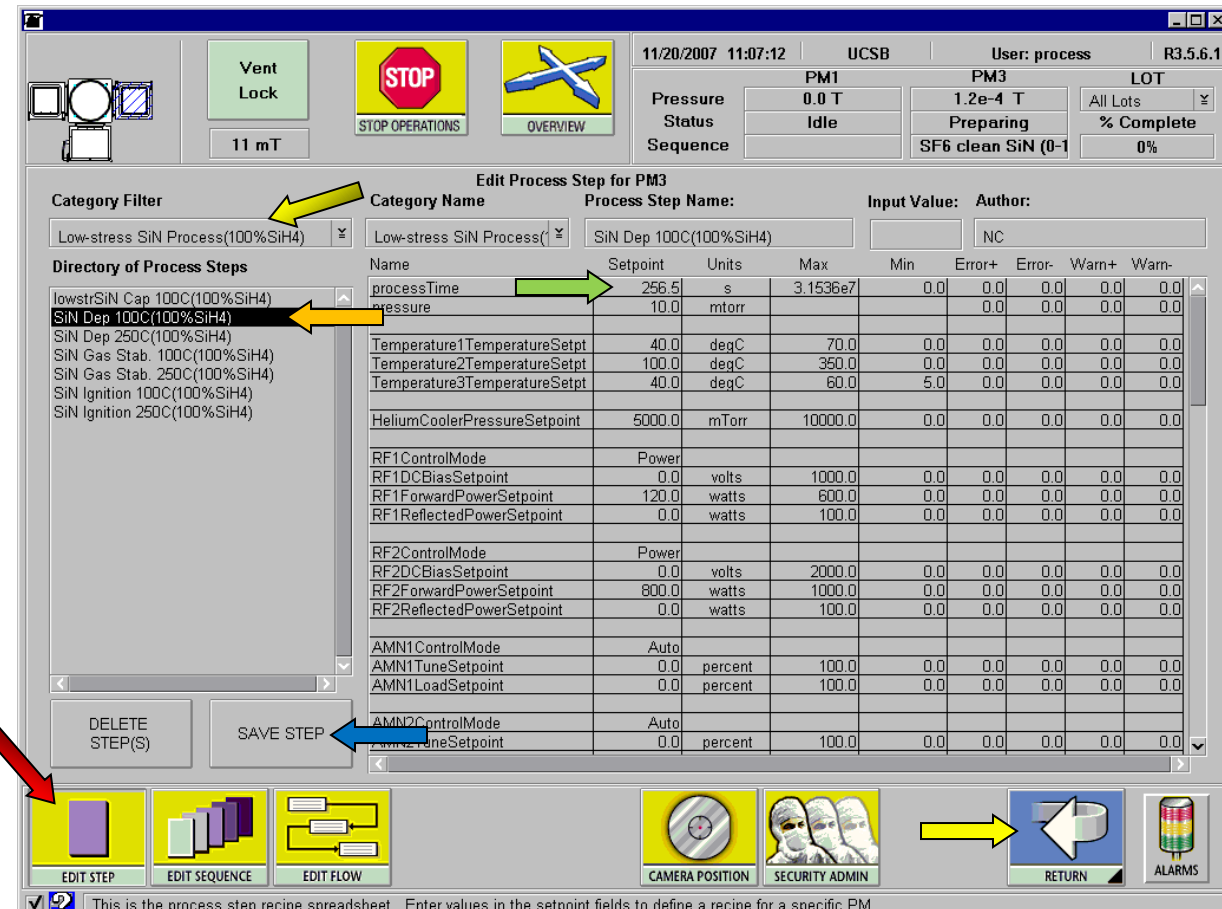 11/20/2007 11:07:12 UCSB User: process R3.5.6.1
Vent
Lock
11 mT
STOP
STOP OPERATIONS
OVERVIEW
PM1 PM3 LOT
Pressure 0.0 T 1.2e-4 T All Lots
Status Idle Preparing % Complete
Sequence SF6 clean SiN (0-1 0%
Edit Process Step for PM3
Category Filter Category Name Process Step Name: Input Value: Author:
Low-stress SiN Process(100%SiH4) Low-stress SiN Process(1 SiN Dep 100C(100%SiH4) NC
Directory of Process Steps
lowstrSiN Cap 100C(100%SiH4)
SiN Dep 100C(100%SiH4)
SiN Dep 250C(100%SiH4)
SiN Gas Stab. 100C(100%SiH4)
SiN Gas Stab. 250C(100%SiH4)
SiN Ignition 100C(100%SiH4)
SiN Ignition 250C(100%SiH4)
Name Setpoint Units Max Min Error+ Error- Warn+ Warn-
processTime 256.5 s 3.1536e7 0.0 0.0 0.0 0.0 0.0
pressure 10.0 mtorr 0.0 0.0 0.0 0.0
Temperature1TemperatureSetpt 40.0 degC 70.0 0.0 0.0 0.0 0.0 0.0
Temperature2TemperatureSetpt 100.0 degC 350.0 0.0 0.0 0.0 0.0 0.0
Temperature3TemperatureSetpt 40.0 degC 60.0 5.0 0.0 0.0 0.0 0.0
HeliumCoolerPressureSetpoint 5000.0 mTorr 10000.0 0.0 0.0 0.0 0.0 0.0
RF1ControlMode Power
RF1DCBiasSetpoint 0.0 volts 1000.0 0.0 0.0 0.0 0.0 0.0
RF1ForwardPowerSetpoint 120.0 watts 600.0 0.0 0.0 0.0 0.0 0.0
RF1ReflectedPowerSetpoint 0.0 watts 100.0 0.0 0.0 0.0 0.0 0.0
RF2ControlMode Power
RF2DCBiasSetpoint 0.0 volts 2000.0 0.0 0.0 0.0 0.0 0.0
RF2ForwardPowerSetpoint 800.0 watts 1000.0 0.0 0.0 0.0 0.0 0.0
RF2ReflectedPowerSetpoint 0.0 watts 100.0 0.0 0.0 0.0 0.0 0.0
AMN1ControlMode Auto
AMN1TuneSetpoint 0.0 percent 100.0 0.0 0.0 0.0 0.0 0.0
AMN1LoadSetpoint 0.0 percent 100.0 0.0 0.0 0.0 0.0 0.0
AMN2ControlMode Auto
AMN2TuneSetpoint 0.0 percent 100.0 0.0 0.0 0.0 0.0 0.0
DELETE
STEP(S)
SAVE STEP
EDIT STEP EDIT SEQUENCE EDIT FLOW CAMERA POSITION SECURITY ADMIN RETURN ALARMS
This is the process step recipe spreadsheet. Enter values in the setpoint fields to define a recipe for a specific PM